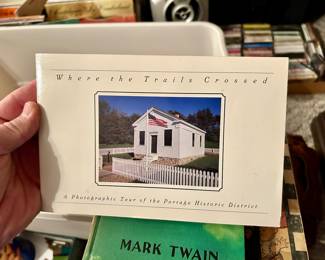 Where the Trails Crossed
A Photographic Tour of the Portage Historic District
MARK TWAIN